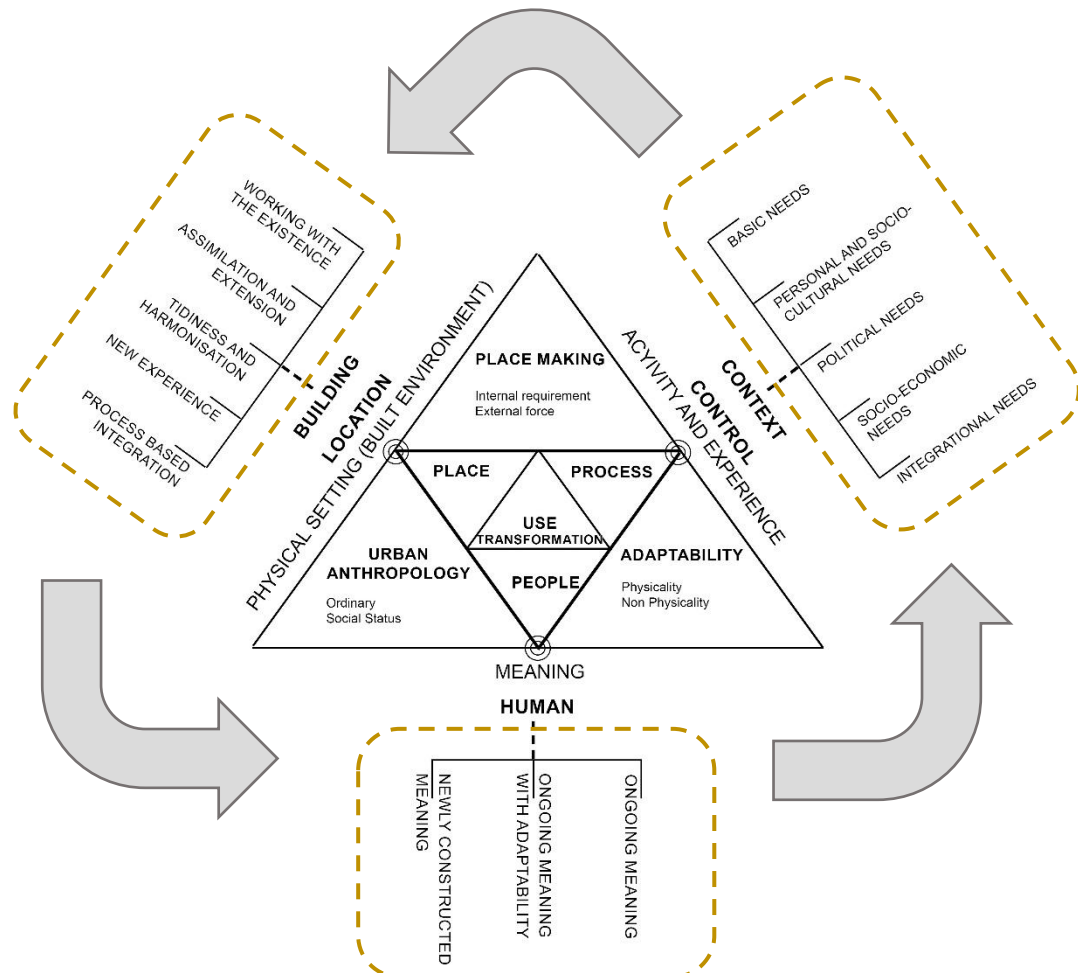 WORKING WITH
THE EXISTENCE
ASSIMILATION AND
EXTENSION
TIDINESS AND
HARMONISATION
NEW EXPERIENCE
PROCESS BASED
INTEGRATION
BUILDING
LOCATION
PHYSICAL SETTING (BUILT ENVIRONMENT)
BASIC NEEDS
PERSONAL AND SOCIO-
CULTURAL NEEDS
POLITICAL NEEDS
SOCIO-ECONOMIC
NEEDS
INTEGRATIONAL NEEDS
CONTEXT
CONTROL
ACYIVITY AND EXPERIENCE
PLACE MAKING
Internal requirement
External force
PLACE
PROCESS
USE
TRANSFORMATION
PEOPLE
URBAN
ANTHROPOLOGY
Ordinary
Social Status
ADAPTABILITY
Physicality
Non Physicality
MEANING
HUMAN
NEWLY CONSTRUCTED
MEANING
ONGOING MEANING
WITH ADAPTABILITY
ONGOING MEANING